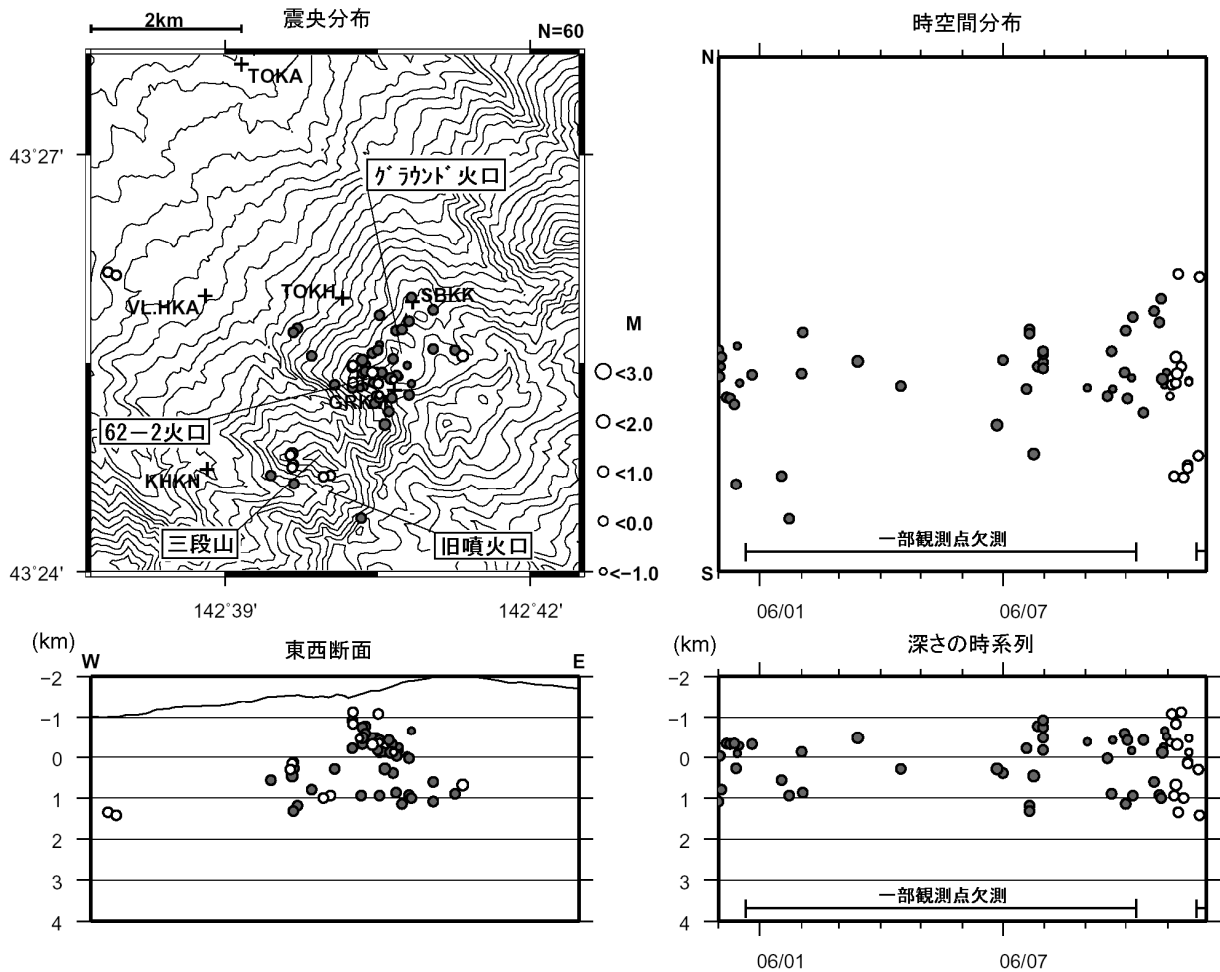 2km
震央分布
N=60
TOKA
43˚27'
グラウンド火口
TOKH
SBKK
VL.HKA
62－2火口
KHKN
三段山
旧噴火口
43˚24'
142˚39'
142˚42'
M
<3.0
<2.0
<1.0
<0.0
<−1.0
時空間分布
N
一部観測点欠測
S
06/01
06/07
(km)
東西断面
W
E
−2
−1
0
1
2
3
4
(km)
深さの時系列
−2
−1
0
1
2
3
4
一部観測点欠測
06/01
06/07